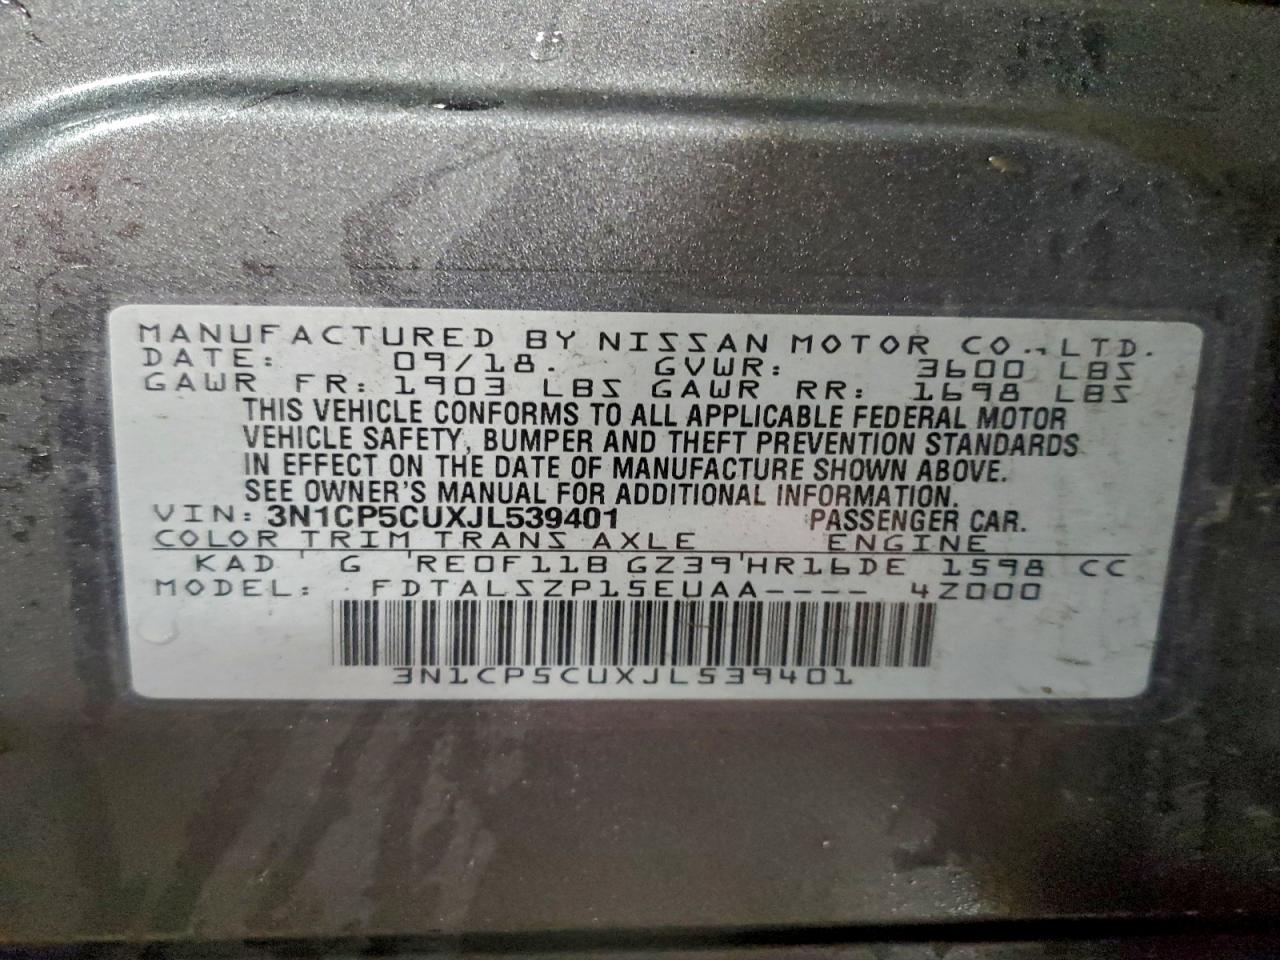 MANUFACTURED BY NISSAN MOTOR CO., LTD.
DATE: 09/18. GVWR: 3600 LBS
GAWR FR: 1903 LBS GAWR RR: 1698 LBS
THIS VEHICLE CONFORMS TO ALL APPLICABLE FEDERAL MOTOR
VEHICLE SAFETY, BUMPER AND THEFT PREVENTION STANDARDS
IN EFFECT ON THE DATE OF MANUFACTURE SHOWN ABOVE.
SEE OWNER'S MANUAL FOR ADDITIONAL INFORMATION.
VIN: 3N1CP5CUXJL539401 PASSENGER CAR.
COLOR TRIM TRANS AXLE ENGINE
KAD ' G 'RE0F11B GZ39'HR16DE 1598 CC
MODEL: FDTALSZP15EUAA---- 4Z000
3N1CP5CUXJL539401